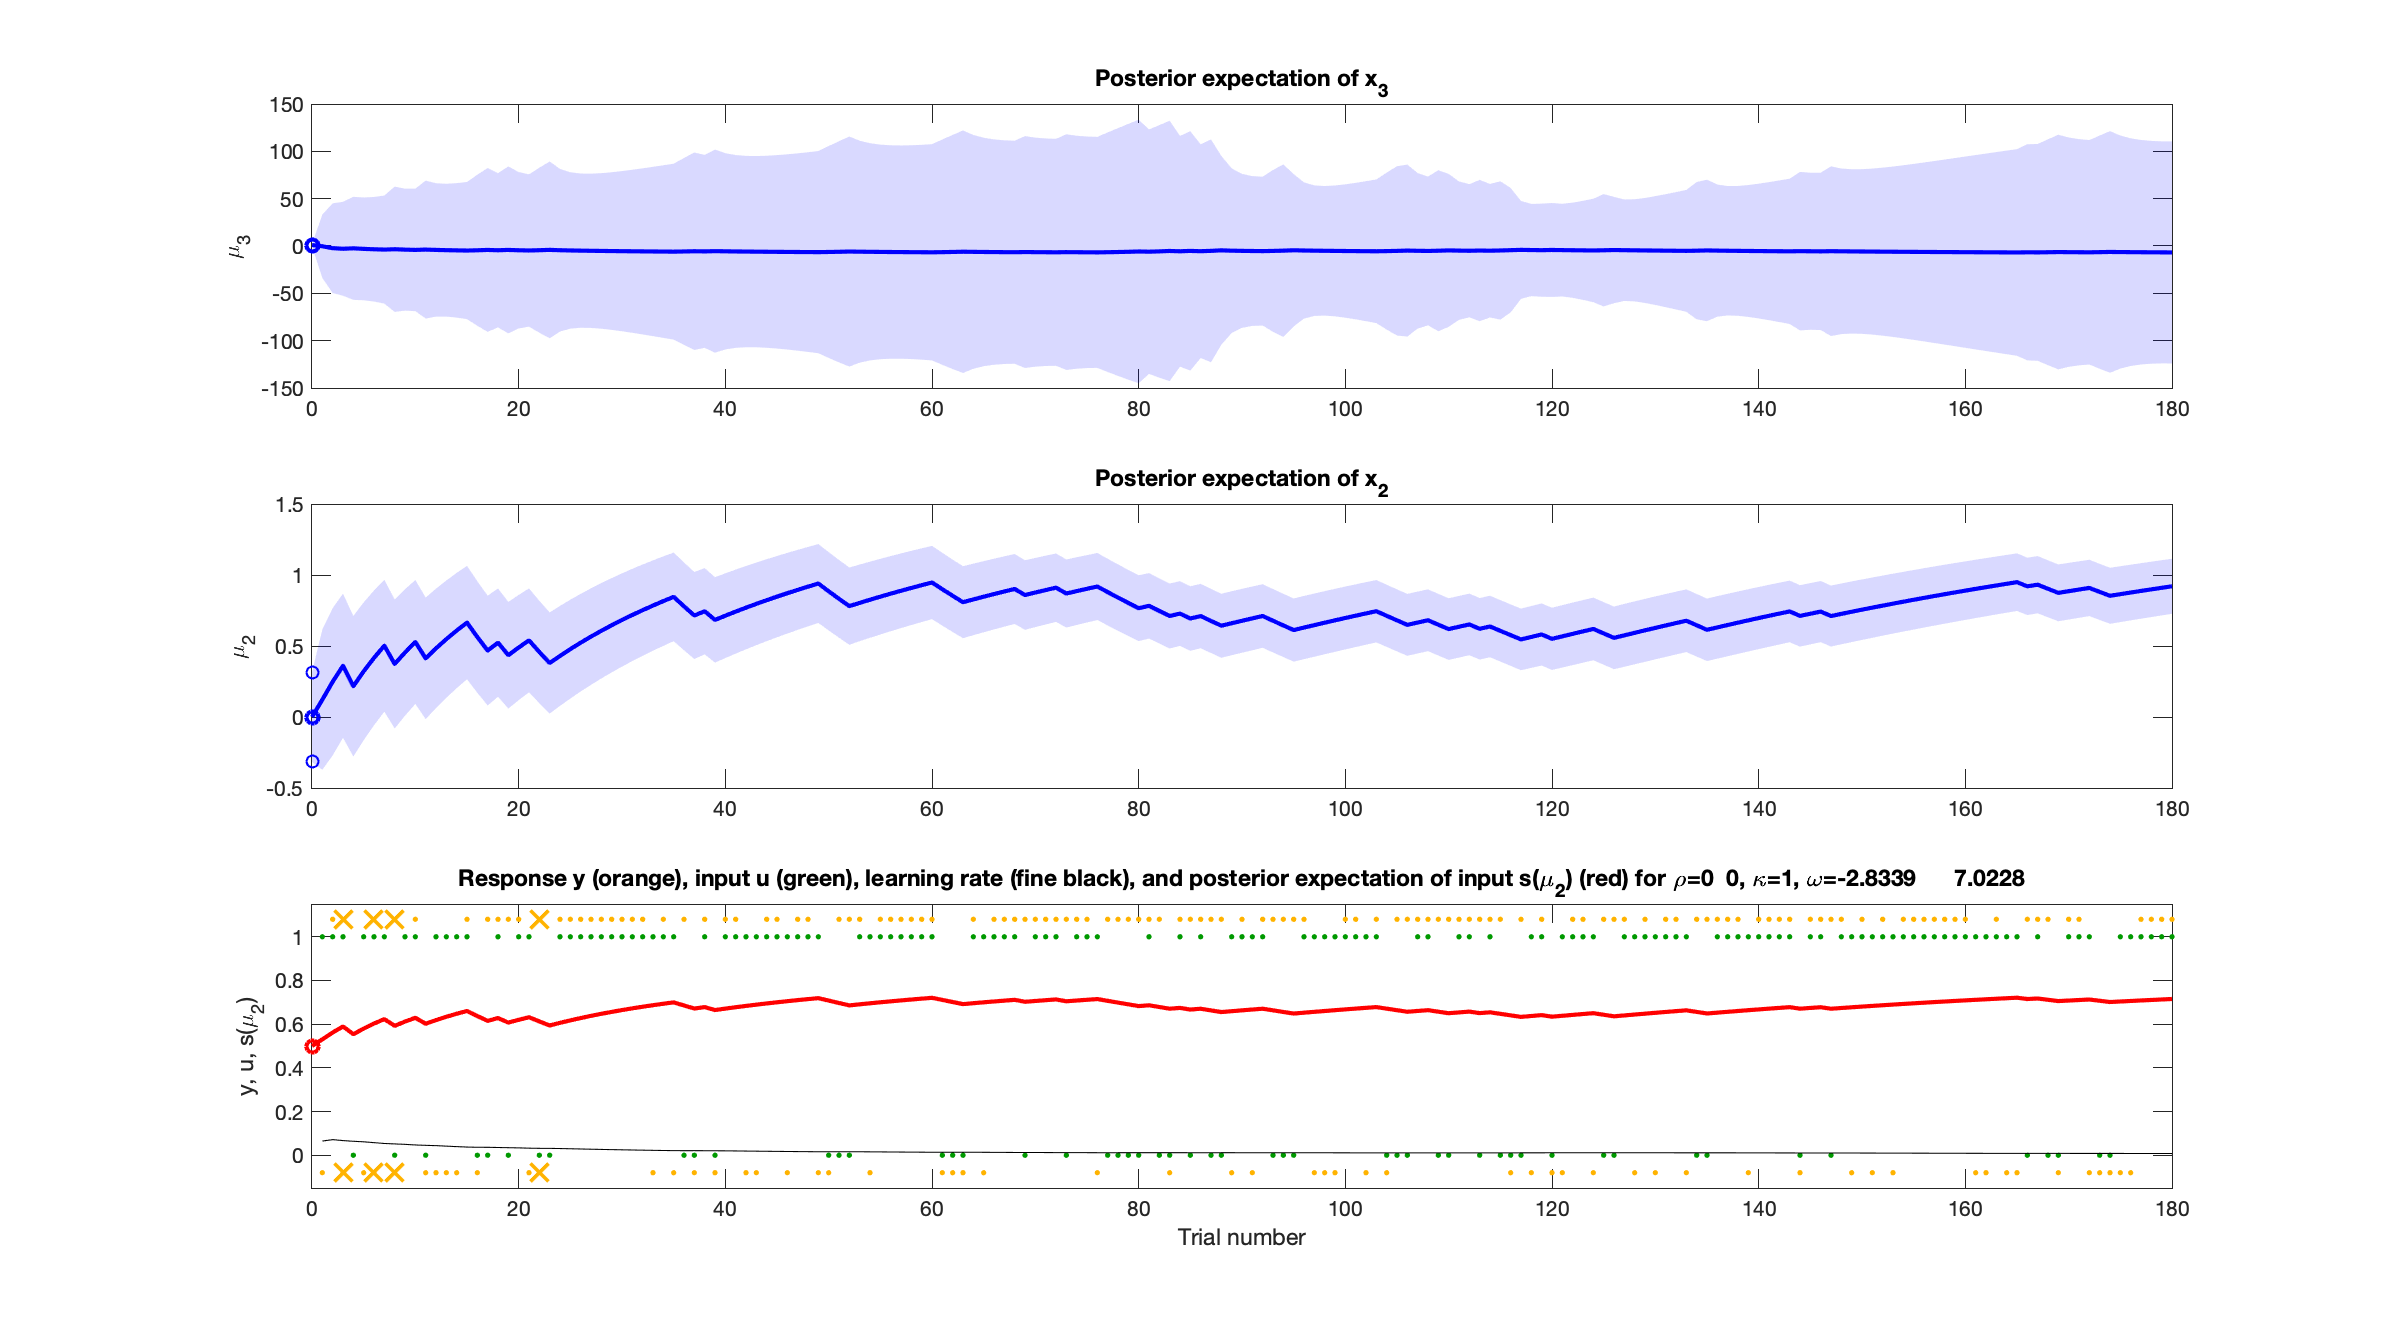 Posterior expectation of x3
150
100
50
0
-50
-100
-150
μ3
0 20 40 60 80 100 120 140 160 180
Posterior expectation of x2
1.5
1
0.5
0
-0.5
μ2
0 20 40 60 80 100 120 140 160 180
Response y (orange), input u (green), learning rate (fine black), and posterior expectation of input s(μ2) (red) for ρ=0 0, κ=1, ω=-2.8339 7.0228
1
0.8
0.6
0.4
0.2
0
y, u, s(μ2)
0 20 40 60 80 100 120 140 160 180
Trial number